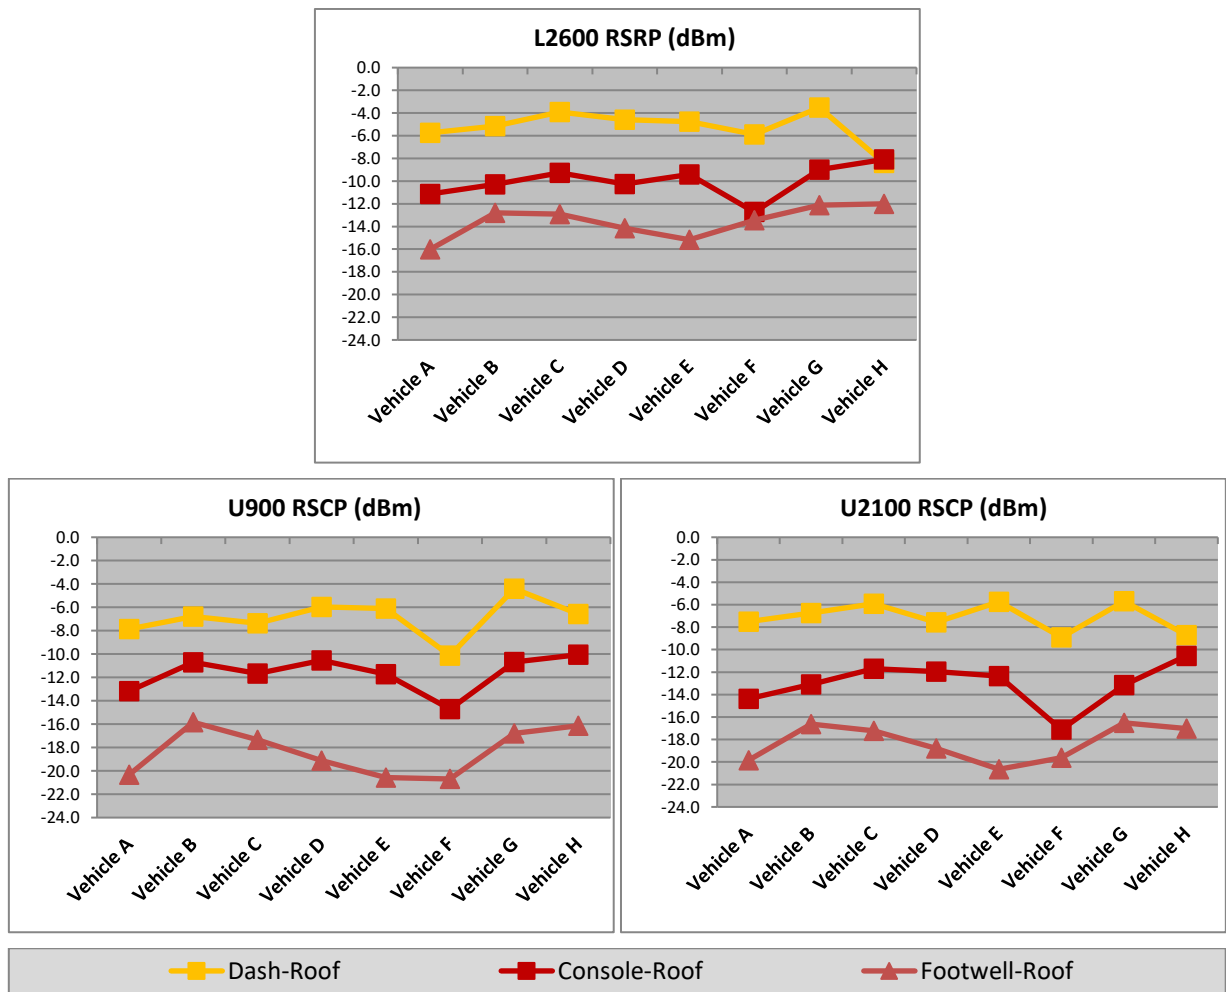 L2600 RSRP (dBm)
0.0
-2.0
-4.0
-6.0
-8.0
-10.0
-12.0
-14.0
-16.0
-18.0
-20.0
-22.0
-24.0
Vehicle A
Vehicle B
Vehicle C
Vehicle D
Vehicle E
Vehicle F
Vehicle G
Vehicle H
U900 RSCP (dBm)
0.0
-2.0
-4.0
-6.0
-8.0
-10.0
-12.0
-14.0
-16.0
-18.0
-20.0
-22.0
-24.0
Vehicle A
Vehicle B
Vehicle C
Vehicle D
Vehicle E
Vehicle F
Vehicle G
Vehicle H
U2100 RSCP (dBm)
0.0
-2.0
-4.0
-6.0
-8.0
-10.0
-12.0
-14.0
-16.0
-18.0
-20.0
-22.0
-24.0
Vehicle A
Vehicle B
Vehicle C
Vehicle D
Vehicle E
Vehicle F
Vehicle G
Vehicle H
Dash-Roof Console-Roof Footwell-Roof